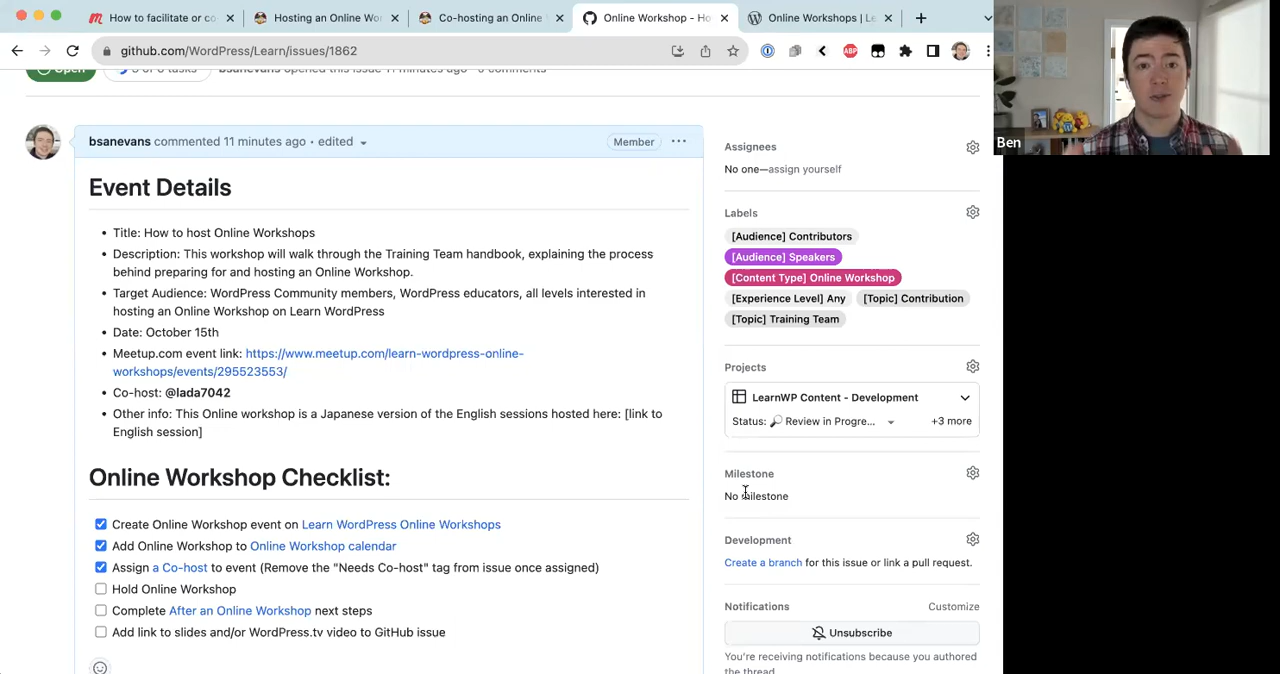 How to facilitate or co
Hosting an Online Wo
Co-hosting an Online
Online Workshop - Ho
Online Workshops | Le
github.com/WordPress/Learn/issues/1862
Ben
Open
bsanevans opened this issue 11 minutes ago
bsanevans commented 11 minutes ago • edited
Member
Event Details
• Title: How to host Online Workshops
• Description: This workshop will walk through the Training Team handbook, explaining the process
behind preparing for and hosting an Online Workshop.
• Target Audience: WordPress Community members, WordPress educators, all levels interested in
hosting an Online Workshop on Learn WordPress
• Date: October 15th
• Meetup.com event link: https://www.meetup.com/learn-wordpress-online-
workshops/events/295523553/
• Co-host: @lada7042
• Other info: This Online workshop is a Japanese version of the English sessions hosted here: [link to
English session]
Online Workshop Checklist:
Create Online Workshop event on Learn WordPress Online Workshops
Add Online Workshop to Online Workshop calendar
Assign a Co-host to event (Remove the "Needs Co-host" tag from issue once assigned)
Hold Online Workshop
Complete After an Online Workshop next steps
Add link to slides and/or WordPress.tv video to GitHub issue
Assignees
No one—assign yourself
Labels
[Audience] Contributors
[Audience] Speakers
[Content Type] Online Workshop
[Experience Level] Any [Topic] Contribution
[Topic] Training Team
Projects
LearnWP Content - Development
Status: 🔎 Review in Progre... +3 more
Milestone
No milestone
Development
Create a branch for this issue or link a pull request.
Notifications Customize
Unsubscribe
You're receiving notifications because you authored
the thread.